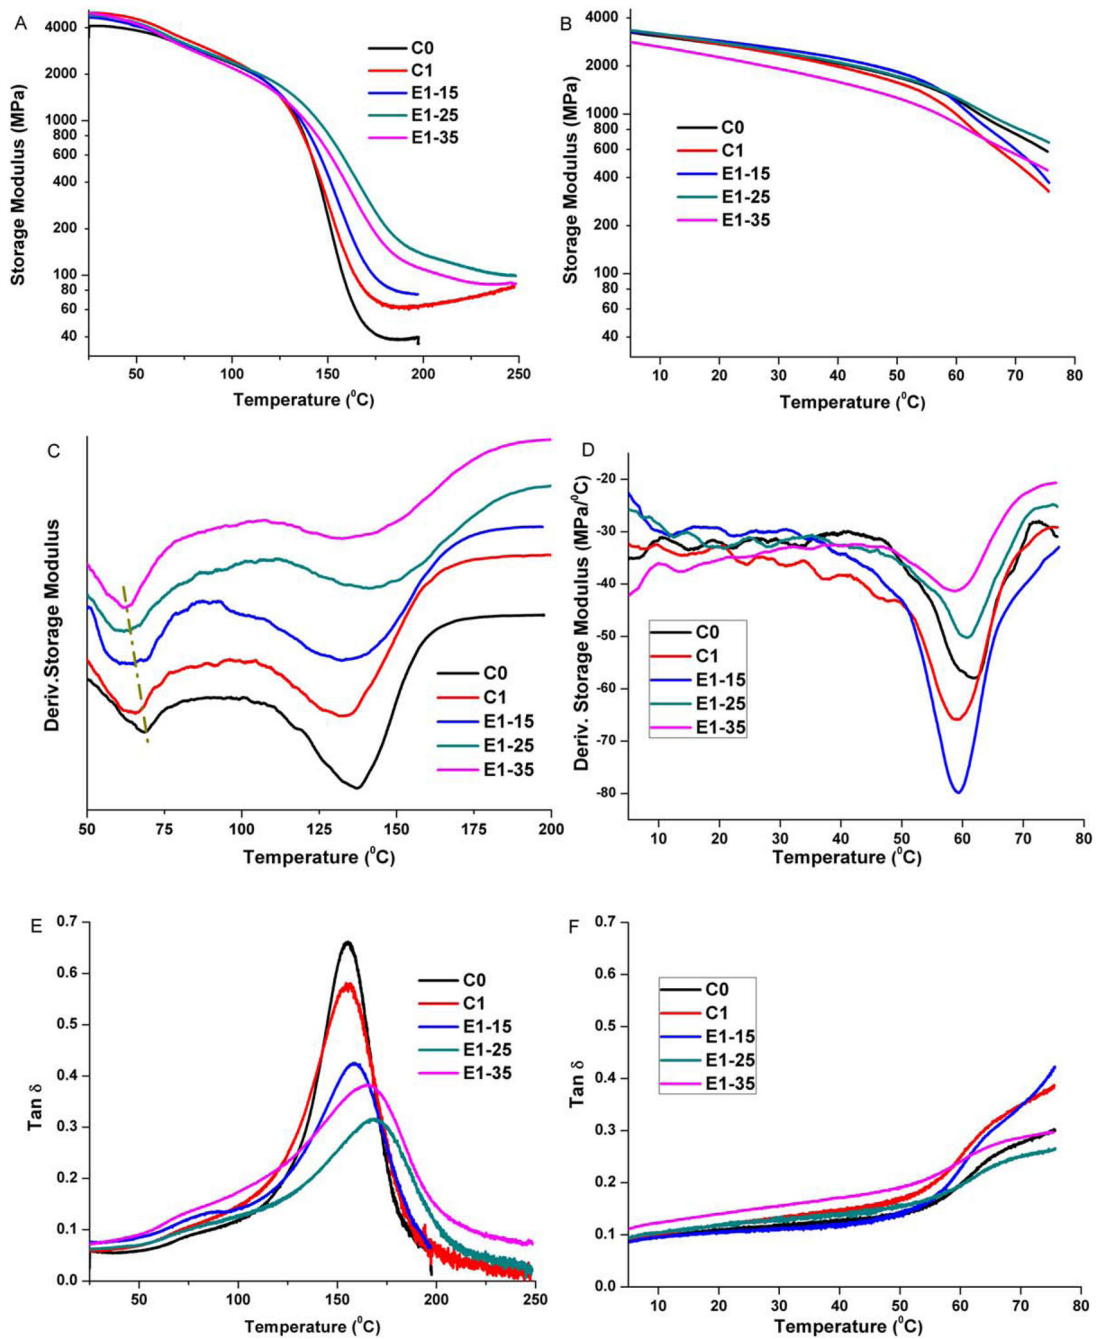 A
Storage Modulus (MPa)
4000
2000
1000
800
600
400
200
100
80
60
40
C0
C1
E1-15
E1-25
E1-35
50 100 150 200 250
Temperature (⁰C)
B
Storage Modulus (MPa)
4000
2000
1000
800
600
400
200
100
80
60
40
C0
C1
E1-15
E1-25
E1-35
10 20 30 40 50 60 70 80
Temperature (⁰C)
C
Deriv.Storage Modulus
C0
C1
E1-15
E1-25
E1-35
50 75 100 125 150 175 200
Temperature (⁰C)
D
Deriv. Storage Modulus (MPa/⁰C)
-20
-30
-40
-50
-60
-70
-80
C0
C1
E1-15
E1-25
E1-35
10 20 30 40 50 60 70 80
Temperature (⁰C)
E
Tan δ
0.7
0.6
0.5
0.4
0.3
0.2
0.1
0.0
C0
C1
E1-15
E1-25
E1-35
50 100 150 200 250
Temperature (⁰C)
F
Tan δ
0.7
0.6
0.5
0.4
0.3
0.2
0.1
0.0
C0
C1
E1-15
E1-25
E1-35
10 20 30 40 50 60 70 80
Temperature (⁰C)